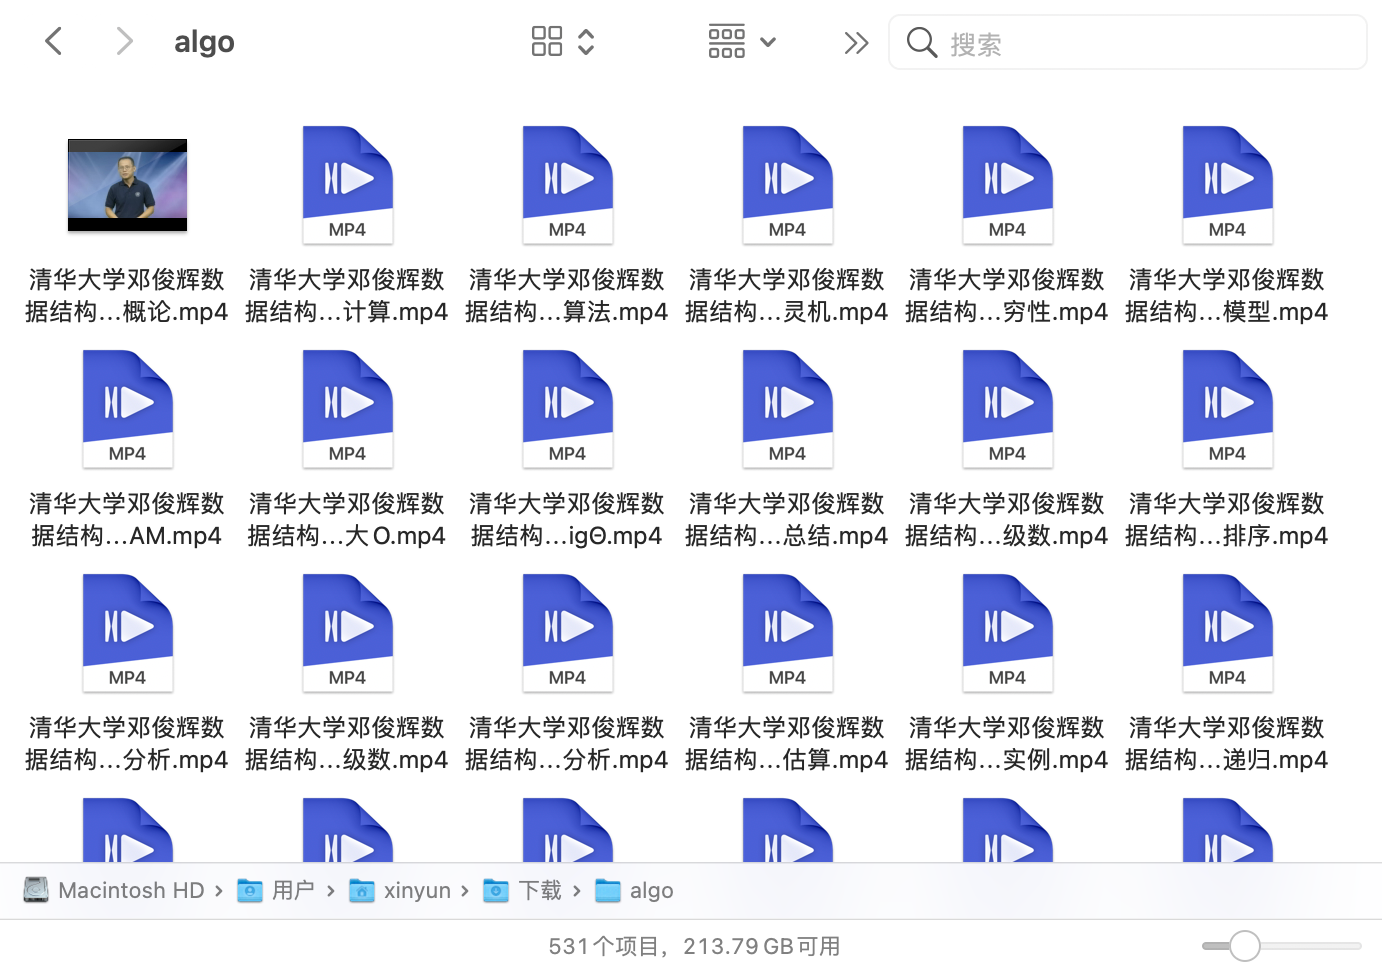 algo
搜索
MP4 MP4 MP4 MP4 MP4
清华大学邓俊辉数 清华大学邓俊辉数 清华大学邓俊辉数 清华大学邓俊辉数 清华大学邓俊辉数 清华大学邓俊辉数
据结构...概论.mp4 据结构...计算.mp4 据结构...算法.mp4 据结构...灵机.mp4 据结构...穷性.mp4 据结构...模型.mp4
MP4 MP4 MP4 MP4 MP4 MP4
清华大学邓俊辉数 清华大学邓俊辉数 清华大学邓俊辉数 清华大学邓俊辉数 清华大学邓俊辉数 清华大学邓俊辉数
据结构...AM.mp4 据结构...大O.mp4 据结构...igΘ.mp4 据结构...总结.mp4 据结构...级数.mp4 据结构...排序.mp4
MP4 MP4 MP4 MP4 MP4 MP4
清华大学邓俊辉数 清华大学邓俊辉数 清华大学邓俊辉数 清华大学邓俊辉数 清华大学邓俊辉数 清华大学邓俊辉数
据结构...分析.mp4 据结构...级数.mp4 据结构...分析.mp4 据结构...估算.mp4 据结构...实例.mp4 据结构...递归.mp4
Macintosh HD › 用户 › xinyun › 下载 › algo
531个项目，213.79 GB可用